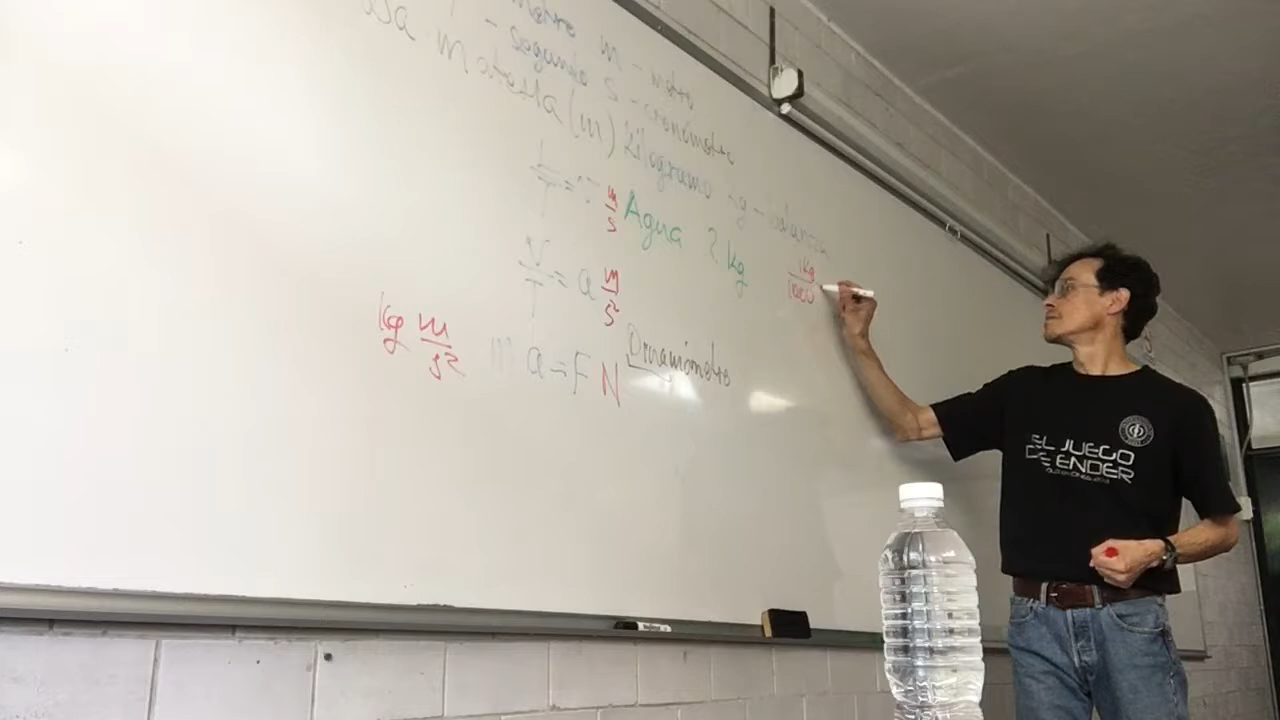 metro m - metro
segundo s - cronómetro
masa materia (m) kilogramo kg - balanza
L/T = v m/s
Agua 2 kg
1kg/1000
v/T = a m/s²
kg m/s² m a = F N Dinamómetro
EL JUEGO
DE ENDER